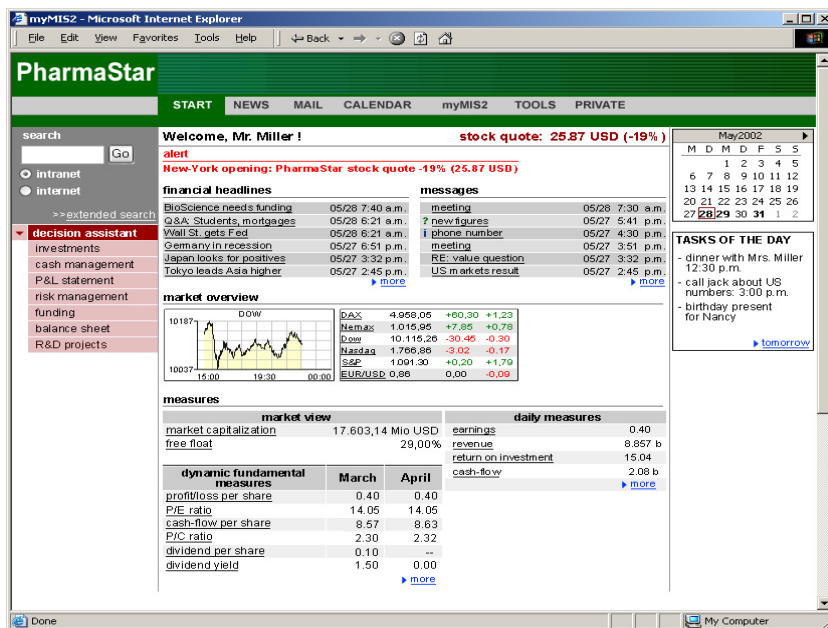 myMIS2 - Microsoft Internet Explorer
File Edit View Favorites Tools Help Back
PharmaStar
START NEWS MAIL CALENDAR myMIS2 TOOLS PRIVATE
search
Go
intranet
internet
>>extended search
decision assistant
investments
cash management
P&L statement
risk management
funding
balance sheet
R&D projects
Welcome, Mr. Miller ! stock quote: 25.87 USD (-19% )
alert
New-York opening: PharmaStar stock quote -19% (25.87 USD)
financial headlines
BioScience needs funding 05/28 7:40 a.m.
Q&A: Students, mortgages 05/28 6:21 a.m.
Wall St. gets Fed 05/28 6:21 a.m.
Germany in recession 05/27 6:51 p.m.
Japan looks for positives 05/27 3:32 p.m.
Tokyo leads Asia higher 05/27 2:45 p.m.
more
messages
meeting 05/28 7:30 a.m.
? new figures 05/27 5:41 p.m.
i phone number 05/27 4:30 p.m.
meeting 05/27 3:51 p.m.
RE: value question 05/27 3:32 p.m.
US markets result 05/27 2:45 p.m.
more
market overview
DOW
10187
10037
15:00 19:30 00:00
DAX 4.958,05 +60,30 +1,23
Nemax 1.015,95 +7,85 +0,78
Dow 10.115,26 -30.45 -0.30
Nasdaq 1.766,86 -3.02 -0.17
S&P 1.091.30 +0,20 +1,79
EUR/USD 0,86 0,00 -0,09
measures
market view
market capitalization 17.603,14 Mio USD
free float 29,00%
daily measures
earnings 0.40
revenue 8.857 b
return on investment 15.04
cash-flow 2.08 b
more
dynamic fundamental
measures March April
profit/loss per share 0.40 0.40
P/E ratio 14.05 14.05
cash-flow per share 8.57 8.63
P/C ratio 2.30 2.32
dividend per share 0.10 --
dividend yield 1.50 0.00
more
May2002
M D M D F S S
1 2 3 4 5
6 7 8 9 10 11 12
13 14 15 16 17 18 19
20 21 22 23 24 25 26
27 28 29 30 31 1 2
TASKS OF THE DAY
- dinner with Mrs. Miller
12:30 p.m.
- call jack about US
numbers: 3:00 p.m.
- birthday present
for Nancy
tomorrow
Done My Computer